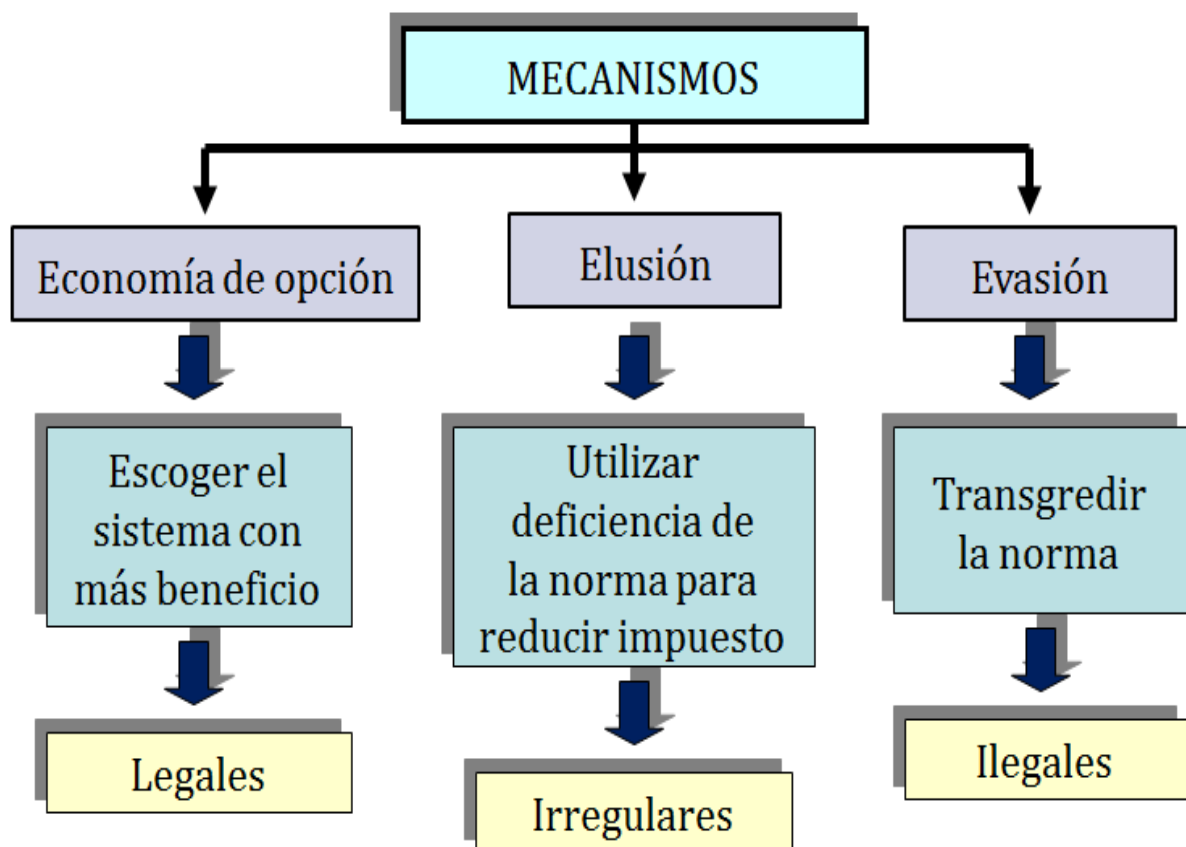 MECANISMOS
Economía de opción
Elusión
Evasión
Escoger el
sistema con
más beneficio
Utilizar
deficiencia de
la norma para
reducir impuesto
Transgredir
la norma
Legales
Irregulares
Ilegales